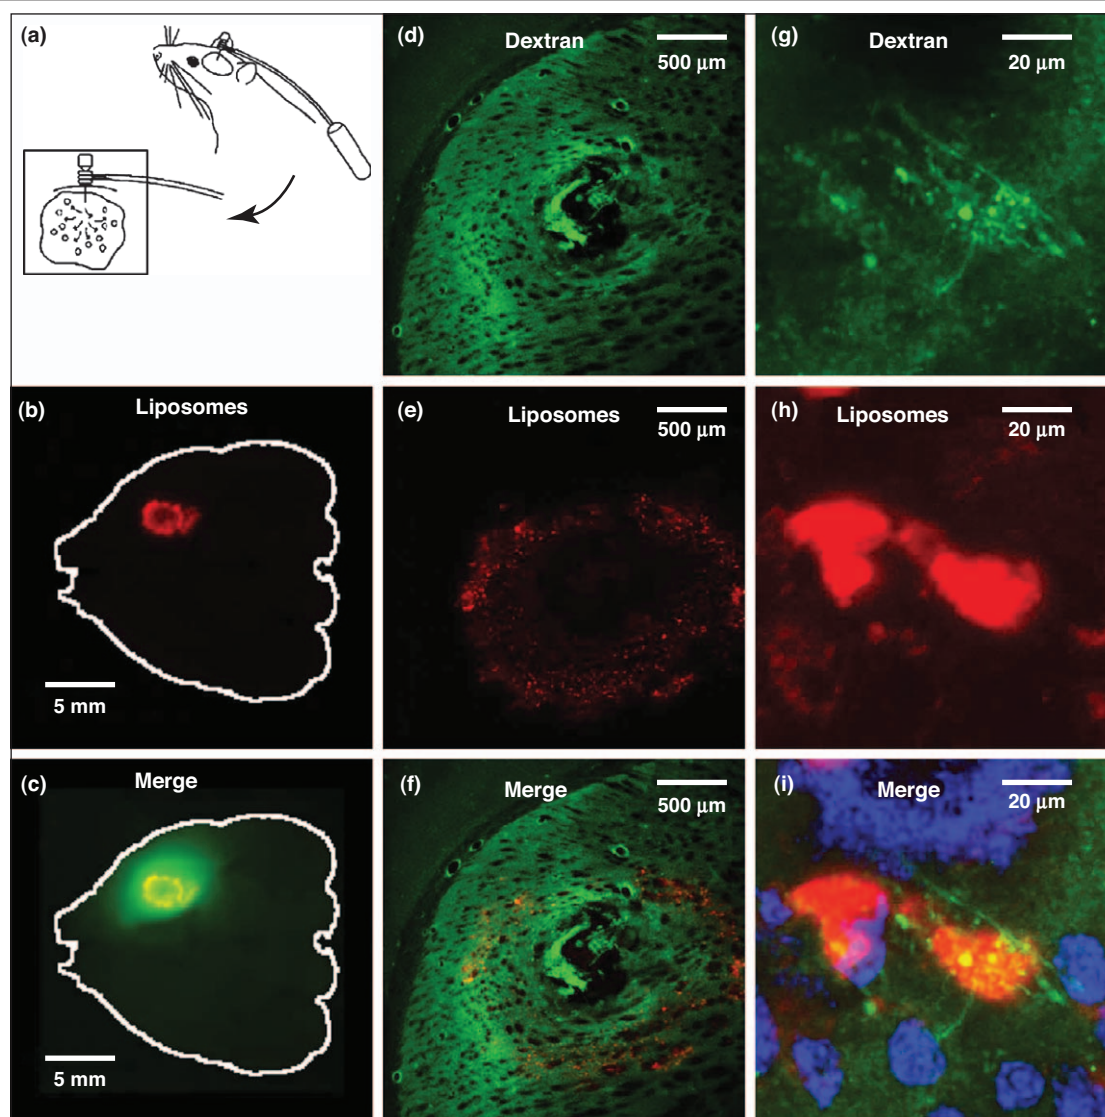 (a)
(d)
Dextran
500 μm
(g)
Dextran
20 μm
(b)
Liposomes
5 mm
(e)
Liposomes
500 μm
(h)
Liposomes
20 μm
(c)
Merge
5 mm
(f)
Merge
500 μm
(i)
Merge
20 μm